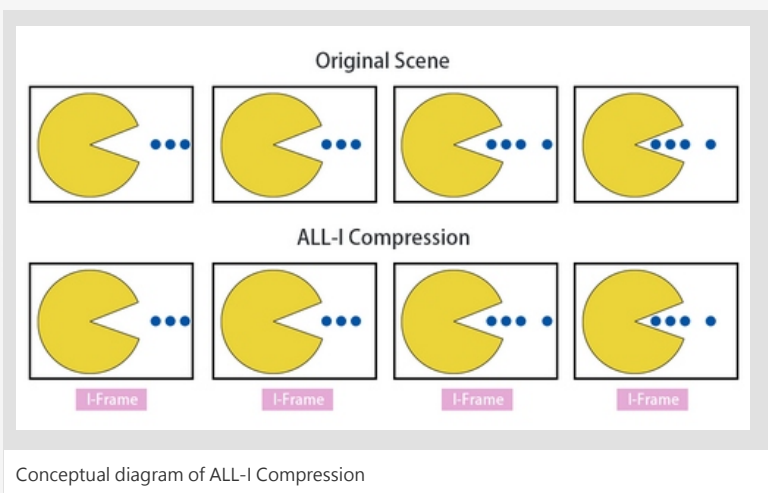 Original Scene
ALL-I Compression
I-Frame I-Frame I-Frame I-Frame
Conceptual diagram of ALL-I Compression